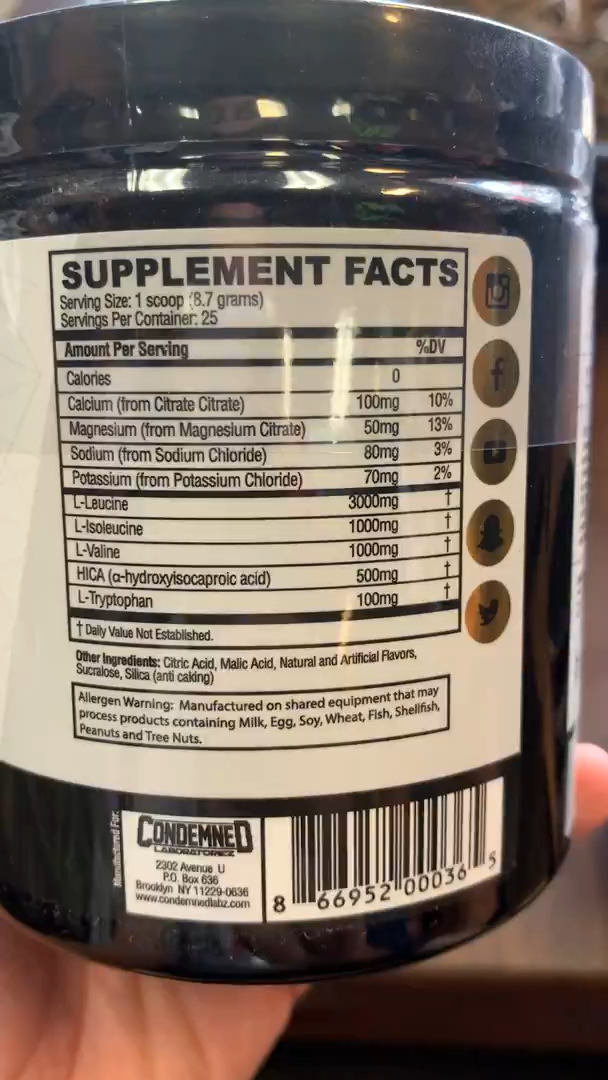 SUPPLEMENT FACTS
Serving Size: 1 scoop (8.7 grams)
Servings Per Container: 25
Amount Per Serving %DV
Calories 0
Calcium (from Citrate Citrate) 100mg 10%
Magnesium (from Magnesium Citrate) 50mg 13%
Sodium (from Sodium Chloride) 80mg 3%
Potassium (from Potassium Chloride) 70mg 2%
L-Leucine 3000mg †
L-Isoleucine 1000mg †
L-Valine 1000mg †
HICA (α-hydroxyisocaproic acid) 500mg †
L-Tryptophan 100mg †
† Daily Value Not Established.
Other Ingredients: Citric Acid, Malic Acid, Natural and Artificial Flavors,
Sucralose, Silica (anti caking)
Allergen Warning: Manufactured on shared equipment that may
process products containing Milk, Egg, Soy, Wheat, Fish, Shellfish,
Peanuts and Tree Nuts.
Manufactured For:
CONDEMNED
LABORATORIEZ
2302 Avenue U
P.O. Box 636
Brooklyn NY 11229-0636
www.condemnedlabz.com
8 66952 00036 5